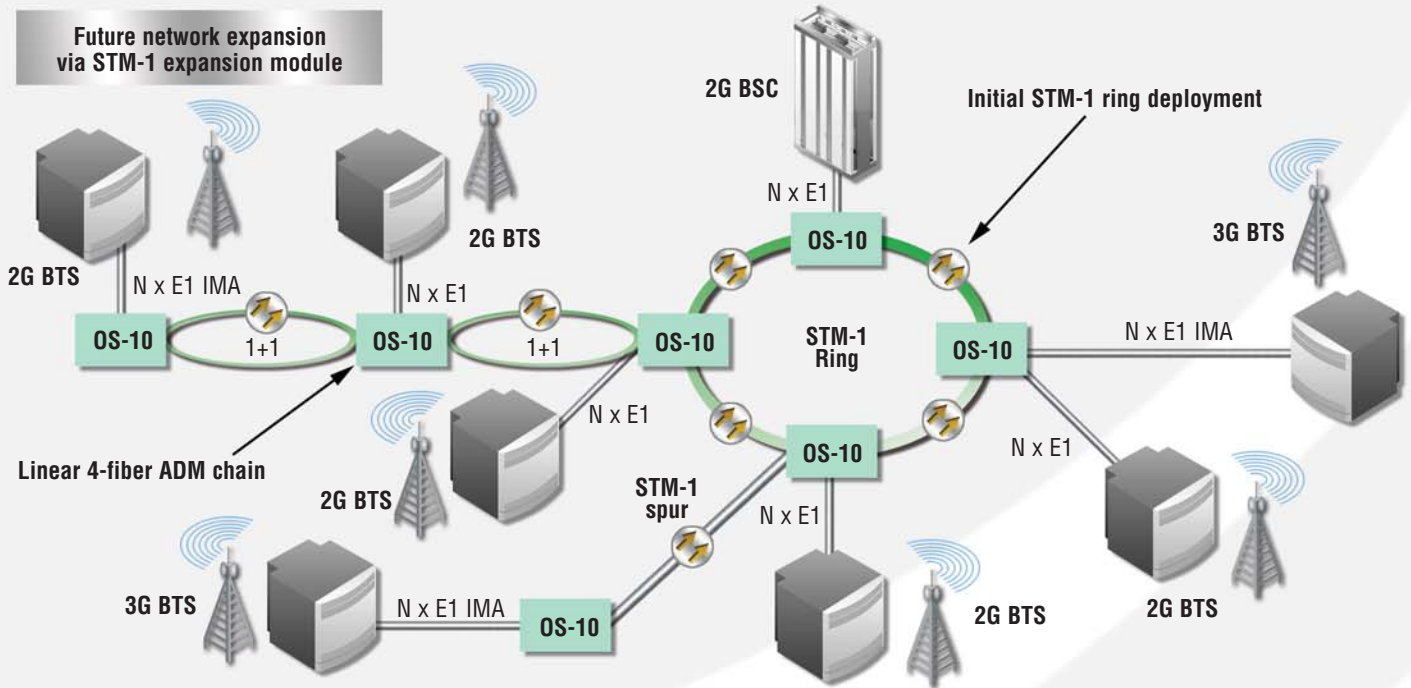 Future network expansion
via STM-1 expansion module
2G BSC
Initial STM-1 ring deployment
N x E1
2G BTS
3G BTS
OS-10
2G BTS
N x E1 IMA
N x E1
OS-10
1+1
OS-10
1+1
OS-10
STM-1
Ring
OS-10
N x E1 IMA
N x E1
Linear 4-fiber ADM chain
OS-10
N x E1
2G BTS
STM-1
spur
N x E1
3G BTS
N x E1 IMA
OS-10
2G BTS
2G BTS